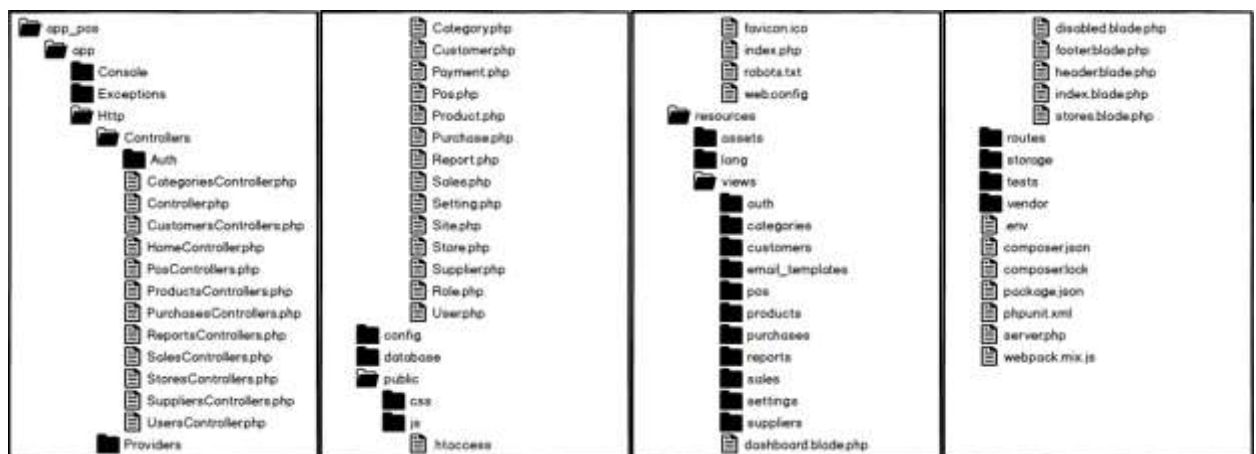 app_pos
app
Console
Exceptions
Http
Controllers
Auth
CategoriesController.php
Controller.php
CustomersControllers.php
HomeController.php
PosControllers.php
ProductsControllers.php
PurchasesControllers.php
ReportsControllers.php
SalesControllers.php
StoresControllers.php
SuppliersControllers.php
UsersController.php
Providers
Category.php
Customer.php
Payment.php
Pos.php
Product.php
Purchase.php
Report.php
Sales.php
Setting.php
Site.php
Store.php
Supplier.php
Role.php
User.php
config
database
public
css
js
.htaccess
favicon.ico
index.php
robots.txt
web.config
resources
assets
lang
views
auth
categories
customers
email_templates
pos
products
purchases
reports
sales
settings
suppliers
dashboard.blade.php
disabled.blade.php
footer.blade.php
header.blade.php
index.blade.php
stores.blade.php
routes
storage
tests
vendor
.env
composer.json
composer.lock
package.json
phpunit.xml
server.php
webpack.mix.js